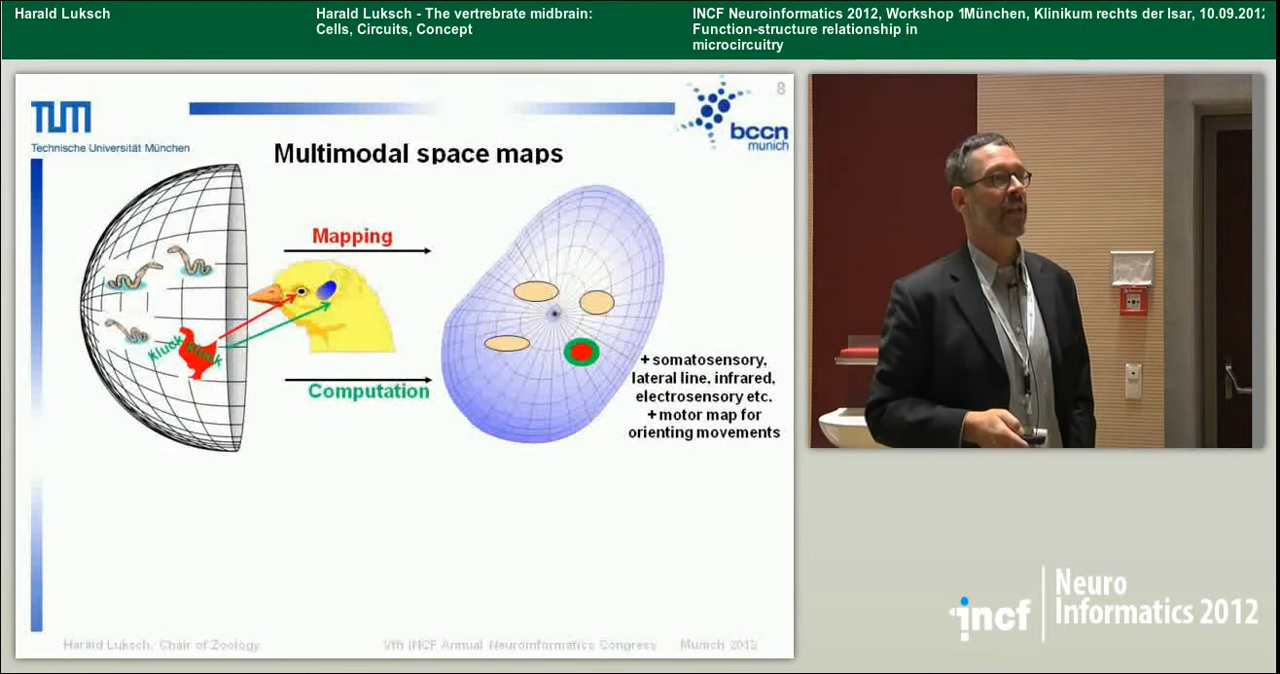 Harald Luksch
Harald Luksch - The vertrebrate midbrain:
Cells, Circuits, Concept
INCF Neuroinformatics 2012, Workshop 1München, Klinikum rechts der Isar, 10.09.2012
Function-structure relationship in
microcircuitry
8
TUM
Technische Universität München
bccn
munich
Multimodal space maps
Mapping
kluck
kluck
Computation
+ somatosensory,
lateral line, infrared,
electrosensory etc.
+ motor map for
orienting movements
Harald Luksch, Chair of Zoology
Vth INCF Annual Neuroinformatics Congress
Munich 2012
incf
Neuro
Informatics 2012